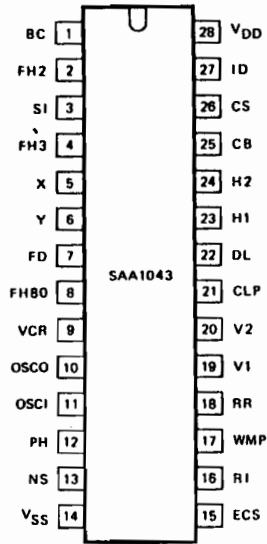 BC 1 28 VDD
FH2 2 27 ID
SI 3 26 CS
FH3 4 25 CB
X 5 24 H2
Y 6 23 H1
FD 7 22 DL
SAA1043
FH80 8 21 CLP
VCR 9 20 V2
OSCO 10 19 V1
OSCI 11 18 RR
PH 12 17 WMP
NS 13 16 RI
VSS 14 15 ECS